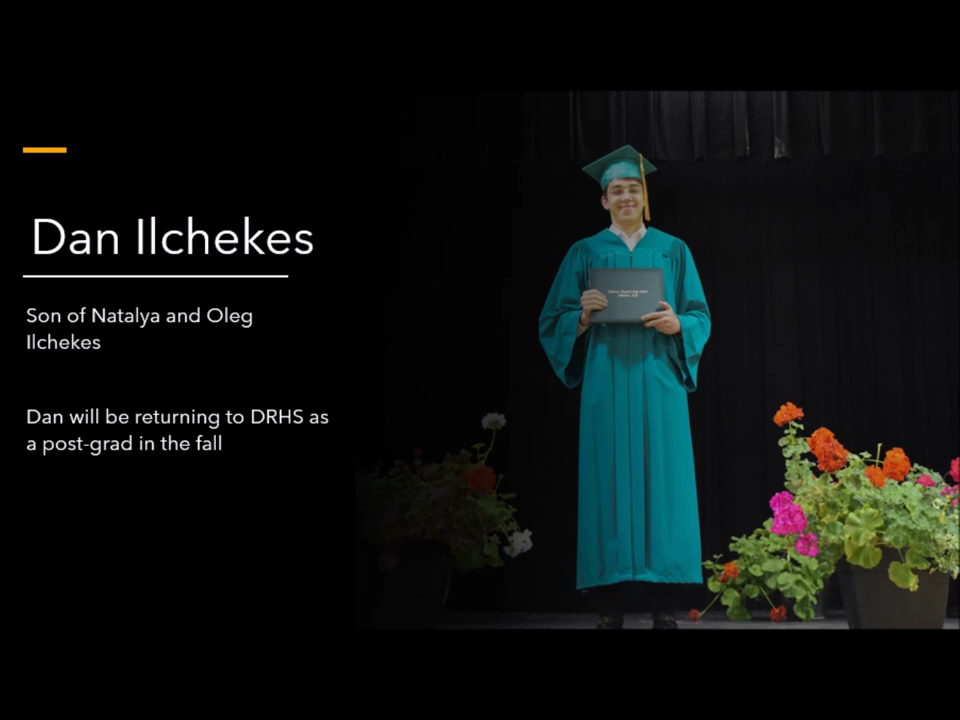 Dan Ilchekes
Son of Natalya and Oleg
Ilchekes
Dan will be returning to DRHS as
a post-grad in the fall